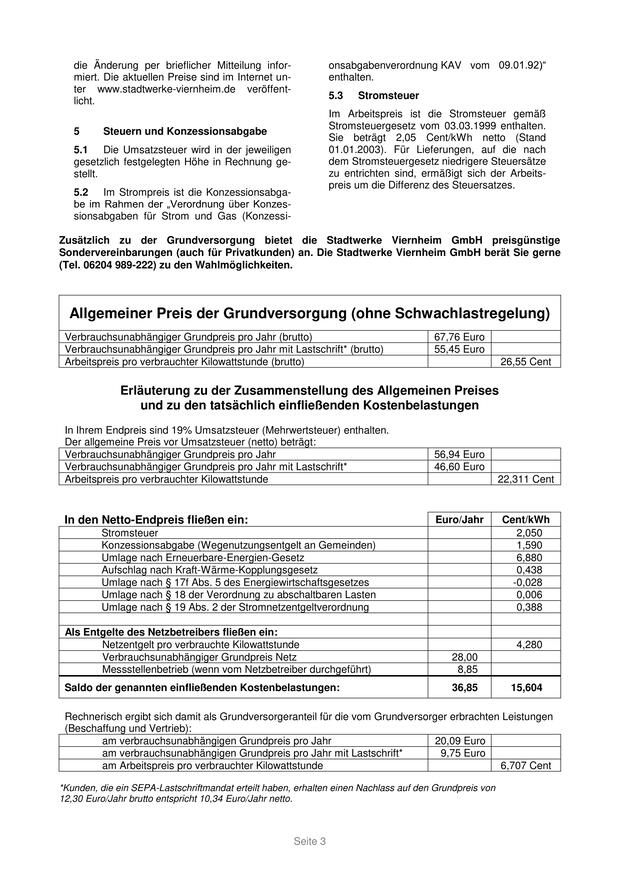 die Änderung per brieflicher Mitteilung infor-
miert. Die aktuellen Preise sind im Internet un-
ter www.stadtwerke-viernheim.de veröffent-
licht.
5 Steuern und Konzessionsabgabe
5.1 Die Umsatzsteuer wird in der jeweiligen
gesetzlich festgelegten Höhe in Rechnung ge-
stellt.
5.2 Im Strompreis ist die Konzessionsabga-
be im Rahmen der „Verordnung über Konzes-
sionsabgaben für Strom und Gas (Konzessi-
onsabgabenverordnung KAV vom 09.01.92)“
enthalten.
5.3 Stromsteuer
Im Arbeitspreis ist die Stromsteuer gemäß
Stromsteuergesetz vom 03.03.1999 enthalten.
Sie beträgt 2,05 Cent/kWh netto (Stand
01.01.2003). Für Lieferungen, auf die nach
dem Stromsteuergesetz niedrigere Steuersätze
zu entrichten sind, ermäßigt sich der Arbeits-
preis um die Differenz des Steuersatzes.
Zusätzlich zu der Grundversorgung bietet die Stadtwerke Viernheim GmbH preisgünstige
Sondervereinbarungen (auch für Privatkunden) an. Die Stadtwerke Viernheim GmbH berät Sie gerne
(Tel. 06204 989-222) zu den Wahlmöglichkeiten.
Allgemeiner Preis der Grundversorgung (ohne Schwachlastregelung)
Verbrauchsunabhängiger Grundpreis pro Jahr (brutto) 67,76 Euro
Verbrauchsunabhängiger Grundpreis pro Jahr mit Lastschrift* (brutto) 55,45 Euro
Arbeitspreis pro verbrauchter Kilowattstunde (brutto) 26,55 Cent
Erläuterung zu der Zusammenstellung des Allgemeinen Preises
und zu den tatsächlich einfließenden Kostenbelastungen
In Ihrem Endpreis sind 19% Umsatzsteuer (Mehrwertsteuer) enthalten.
Der allgemeine Preis vor Umsatzsteuer (netto) beträgt:
Verbrauchsunabhängiger Grundpreis pro Jahr 56,94 Euro
Verbrauchsunabhängiger Grundpreis pro Jahr mit Lastschrift* 46,60 Euro
Arbeitspreis pro verbrauchter Kilowattstunde 22,311 Cent
In den Netto-Endpreis fließen ein: Euro/Jahr Cent/kWh
Stromsteuer 2,050
Konzessionsabgabe (Wegenutzungsentgelt an Gemeinden) 1,590
Umlage nach Erneuerbare-Energien-Gesetz 6,880
Aufschlag nach Kraft-Wärme-Kopplungsgesetz 0,438
Umlage nach § 17f Abs. 5 des Energiewirtschaftsgesetzes -0,028
Umlage nach § 18 der Verordnung zu abschaltbaren Lasten 0,006
Umlage nach § 19 Abs. 2 der Stromnetzentgeltverordnung 0,388
Als Entgelte des Netzbetreibers fließen ein:
Netzentgelt pro verbrauchte Kilowattstunde 4,280
Verbrauchsunabhängiger Grundpreis Netz 28,00
Messstellenbetrieb (wenn vom Netzbetreiber durchgeführt) 8,85
Saldo der genannten einfließenden Kostenbelastungen: 36,85 15,604
Rechnerisch ergibt sich damit als Grundversorgeranteil für die vom Grundversorger erbrachten Leistungen
(Beschaffung und Vertrieb):
am verbrauchsunabhängigen Grundpreis pro Jahr 20,09 Euro
am verbrauchsunabhängigen Grundpreis pro Jahr mit Lastschrift* 9,75 Euro
am Arbeitspreis pro verbrauchter Kilowattstunde 6,707 Cent
*Kunden, die ein SEPA-Lastschriftmandat erteilt haben, erhalten einen Nachlass auf den Grundpreis von
12,30 Euro/Jahr brutto entspricht 10,34 Euro/Jahr netto.
Seite 3